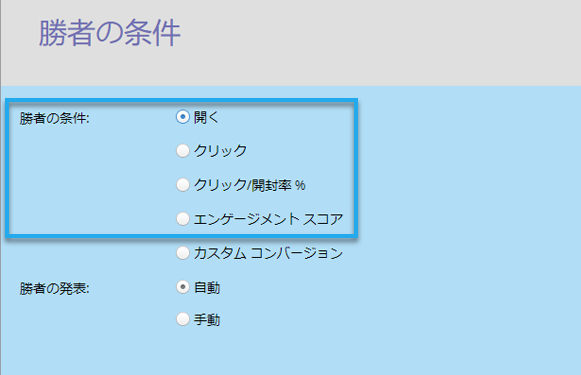 勝者の条件
勝者の条件: 開く
クリック
クリック/開封率 %
エンゲージメント スコア
カスタム コンバージョン
勝者の発表: 自動
手動